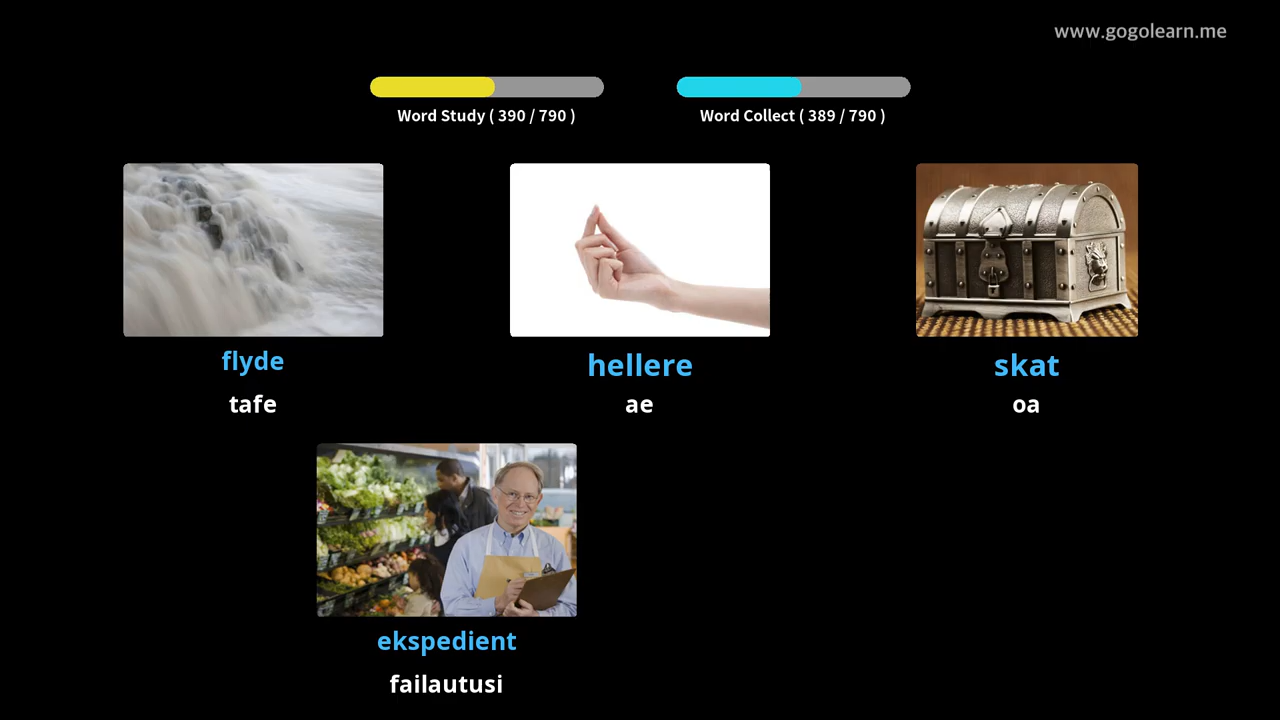 www.gogolearn.me
Word Study ( 390 / 790 )
Word Collect ( 389 / 790 )
flyde
tafe
hellere
ae
skat
oa
ekspedient
failautusi